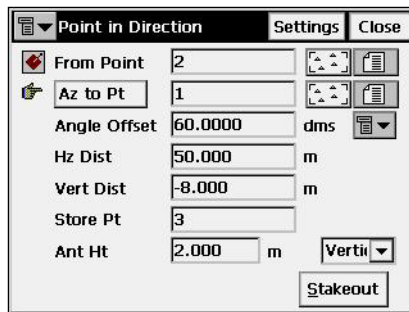 Point in Direction Settings Close
From Point 2
Az to Pt 1
Angle Offset 60.0000 dms
Hz Dist 50.000 m
Vert Dist -8.000 m
Store Pt 3
Ant Ht 2.000 m Verti
Stakeout